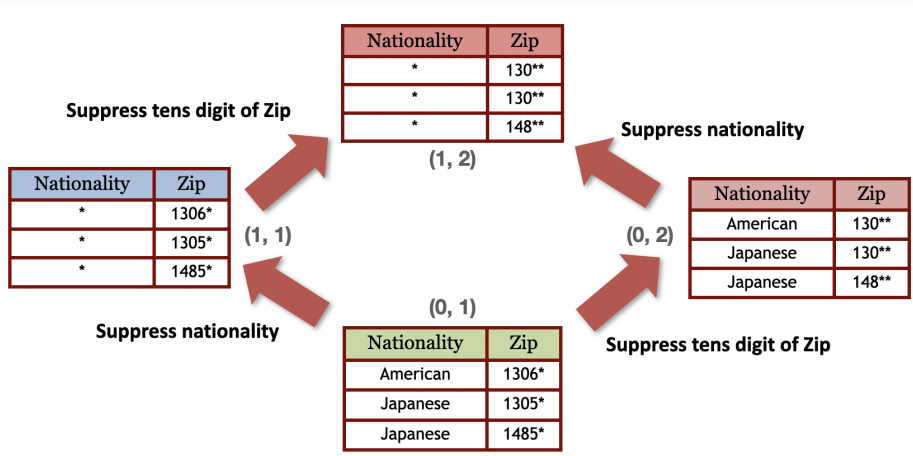 Nationality Zip
* 130**
* 130**
* 148**
(1, 2)
Suppress tens digit of Zip
Suppress nationality
Nationality Zip
* 1306*
* 1305*
* 1485*
(1, 1)
(0, 2)
Nationality Zip
American 130**
Japanese 130**
Japanese 148**
Suppress nationality
(0, 1)
Suppress tens digit of Zip
Nationality Zip
American 1306*
Japanese 1305*
Japanese 1485*